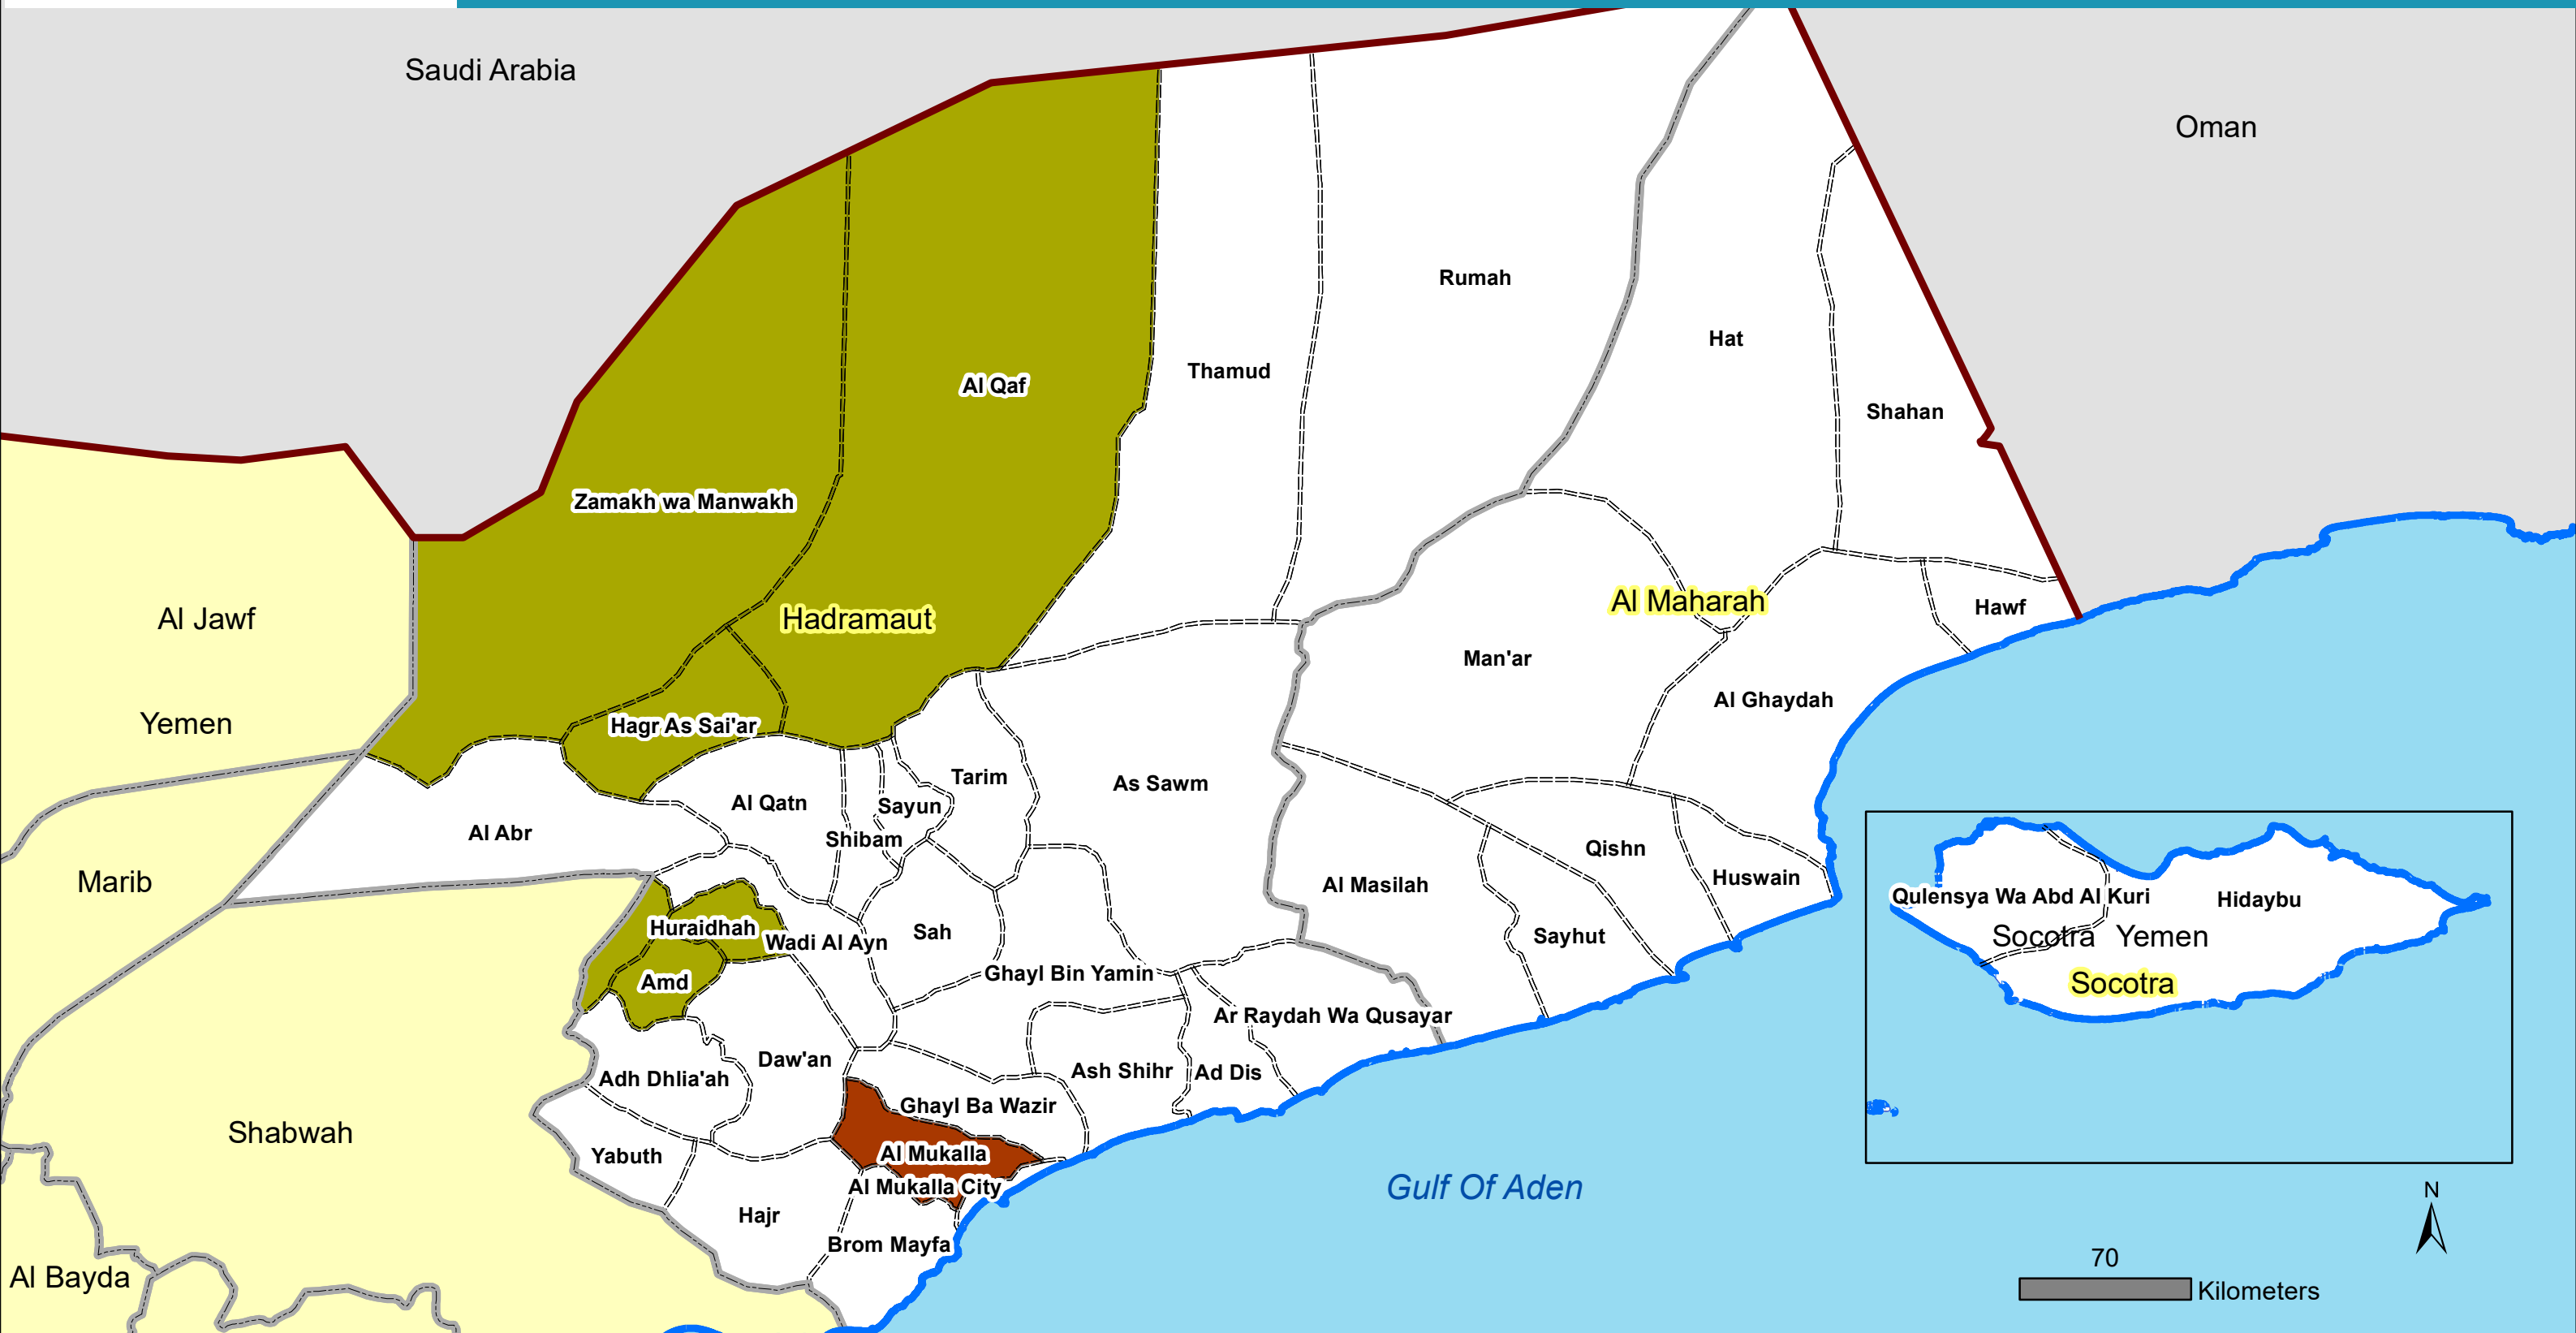 Saudi Arabia
Oman
Rumah
Hat
Thamud
Al Qaf
Shahan
Zamakh wa Manwakh
Al Maharah
Hawf
Al Jawf
Hadramaut
Man'ar
Al Ghaydah
Yemen
Hagr As Sai'ar
Tarim
As Sawm
Al Qatn
Sayun
Al Abr
Shibam
Qishn
Marib
Al Masilah
Huswain
Qulensya Wa Abd Al Kuri
Hidaybu
Huraidhah
Wadi Al Ayn
Sah
Sayhut
Socotra Yemen
Amd
Ghayl Bin Yamin
Socotra
Ar Raydah Wa Qusayar
Daw'an
Adh Dhlia'ah
Ash Shihr
Ad Dis
Ghayl Ba Wazir
Shabwah
Yabuth
Al Mukalla
Al Mukalla City
Gulf Of Aden
N
Hajr
Brom Mayfa
Al Bayda
70
Kilometers